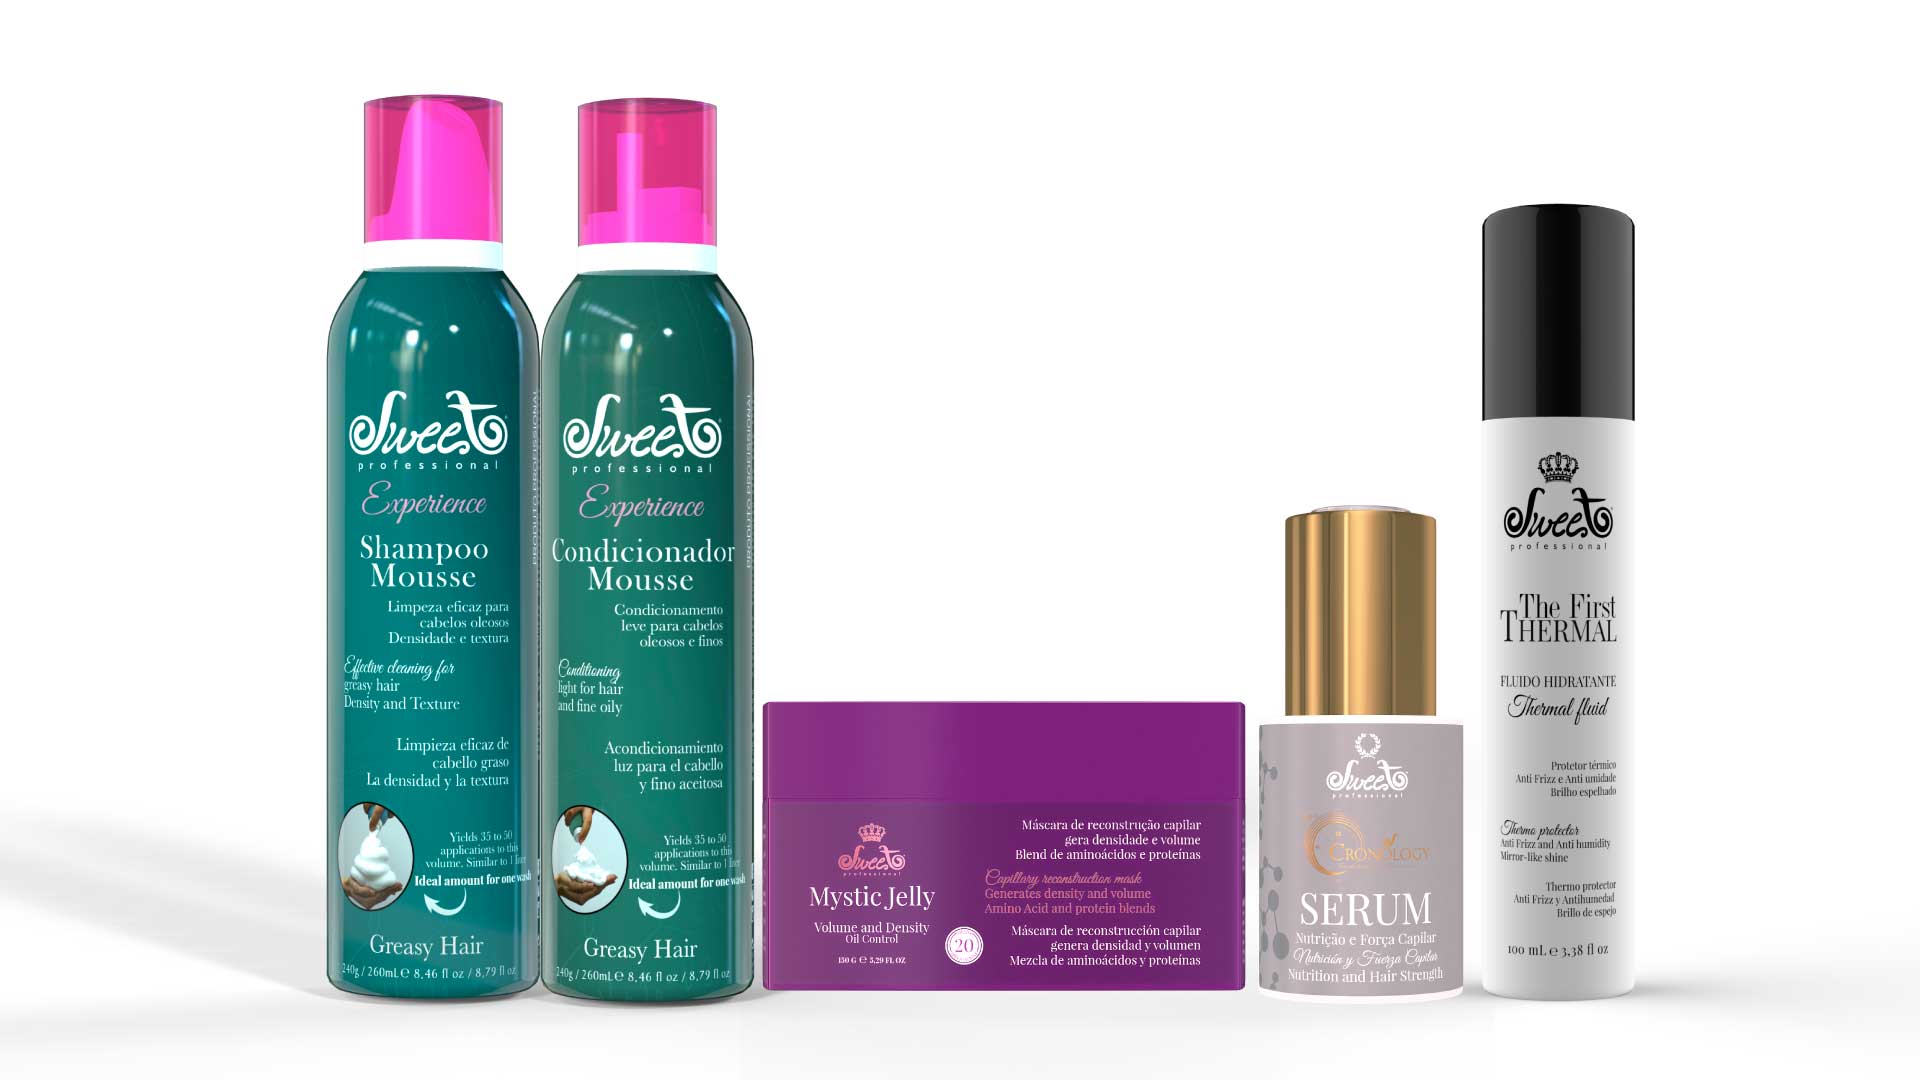 Sweet
professional
Experience
Shampoo
Mousse
Limpeza eficaz para
cabelos oleosos
Densidade e textura
Effective cleaning for
greasy hair
Density and Texture
Limpieza eficaz de
cabello graso
La densidad y la textura
Yields 35 to 50
applications to this
volume. Similar to 1
Ideal amount for one wash
Greasy Hair
240g / 260mL ℮ 8,46 fl oz / 8,79 fl oz
PRODUTO PROFISSIONAL
Sweet
professional
Experience
Condicionador
Mousse
Condicionamento
leve para cabelos
oleosos e finos
Conditioning
light for hair
and fine oily
Acondicionamiento
luz para el cabello
y fino aceitosa
Yields 35 to 50
applications to this
volume. Similar to 1 liner
Ideal amount for one wash
Greasy Hair
240g / 260mL ℮ 8,46 fl oz / 8,79 fl oz
PRODUTO PROFISSIONAL
Sweet
professional
Mystic Jelly
Volume and Density
Oil Control
150 G ℮ 5,29 FL OZ
20
Máscara de reconstrução capilar
gera densidade e volume
Blend de aminoácidos e proteínas
Capillary reconstruction mask
Generates density and volume
Amino Acid and protein blends
Máscara de reconstrucción capilar
genera densidad y volumen
Mezcla de aminoácidos y proteínas
Sweet
professional
CRONOLOGY
SERUM
Nutrição e Força Capilar
Nutrición y Fuerza Capilar
Nutrition and Hair Strength
Sweet
professional
The First
THERMAL
FLUIDO HIDRATANTE
Thermal fluid
Protetor térmico
Anti Frizz e Anti umidade
Brilho espelhado
Thermo protector
Anti Frizz and Anti humidity
Mirror-like shine
Thermo protector
Anti Frizz y Antihumedad
Brillo de espejo
100 mL ℮ 3,38 fl oz